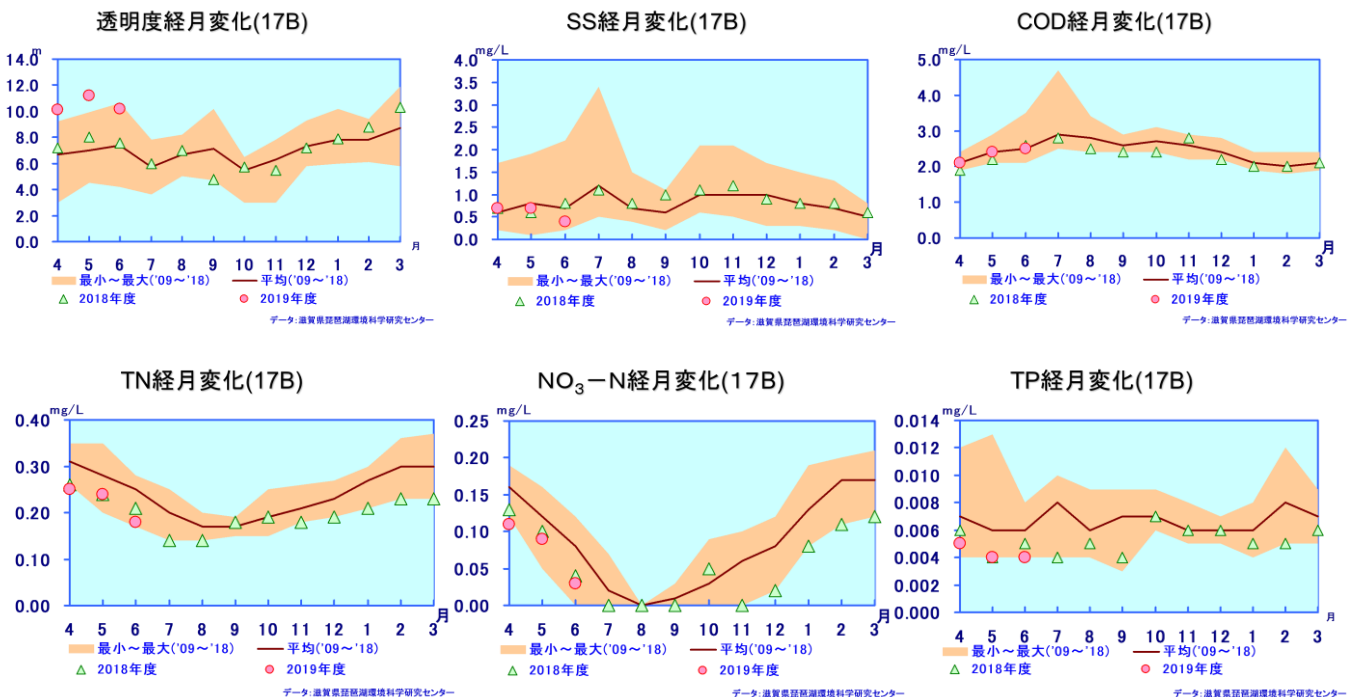 透明度経月変化(17B)
m
14.0
12.0
10.0
8.0
6.0
4.0
2.0
0.0
4 5 6 7 8 9 10 11 12 1 2 3
月
最小～最大('09～'18) 平均('09～'18)
2018年度 2019年度
データ:滋賀県琵琶湖環境科学研究センター
SS経月変化(17B)
mg/L
4.0
3.5
3.0
2.5
2.0
1.5
1.0
0.5
0.0
4 5 6 7 8 9 10 11 12 1 2 3
月
最小～最大('09～'18) 平均('09～'18)
2018年度 2019年度
データ:滋賀県琵琶湖環境科学研究センター
COD経月変化(17B)
mg/L
5.0
4.0
3.0
2.0
1.0
0.0
4 5 6 7 8 9 10 11 12 1 2 3
月
最小～最大('09～'18) 平均('09～'18)
2018年度 2019年度
データ:滋賀県琵琶湖環境科学研究センター
TN経月変化(17B)
mg/L
0.40
0.30
0.20
0.10
0.00
4 5 6 7 8 9 10 11 12 1 2 3
月
最小～最大('09～'18) 平均('09～'18)
2018年度 2019年度
データ:滋賀県琵琶湖環境科学研究センター
NO₃－N経月変化(17B)
mg/L
0.25
0.20
0.15
0.10
0.05
0.00
4 5 6 7 8 9 10 11 12 1 2 3
月
最小～最大('09～'18) 平均('09～'18)
2018年度 2019年度
データ:滋賀県琵琶湖環境科学研究センター
TP経月変化(17B)
mg/L
0.014
0.012
0.010
0.008
0.006
0.004
0.002
0.000
4 5 6 7 8 9 10 11 12 1 2 3
月
最小～最大('09～'18) 平均('09～'18)
2018年度 2019年度
データ:滋賀県琵琶湖環境科学研究センター